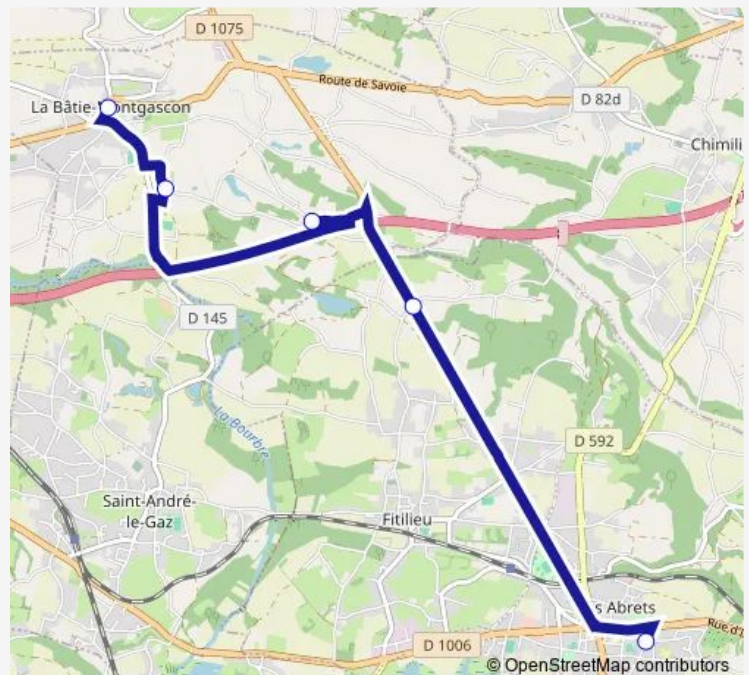 D 1075
Route de Savoie
La Bâtie-Montgascon
D 82d
Chimili
D 145
La Bourbre
D 592
Saint-André-
le-Gaz
Fitilieu
s Abrets
Rue d'I
D 1006
© OpenStreetMap contributors